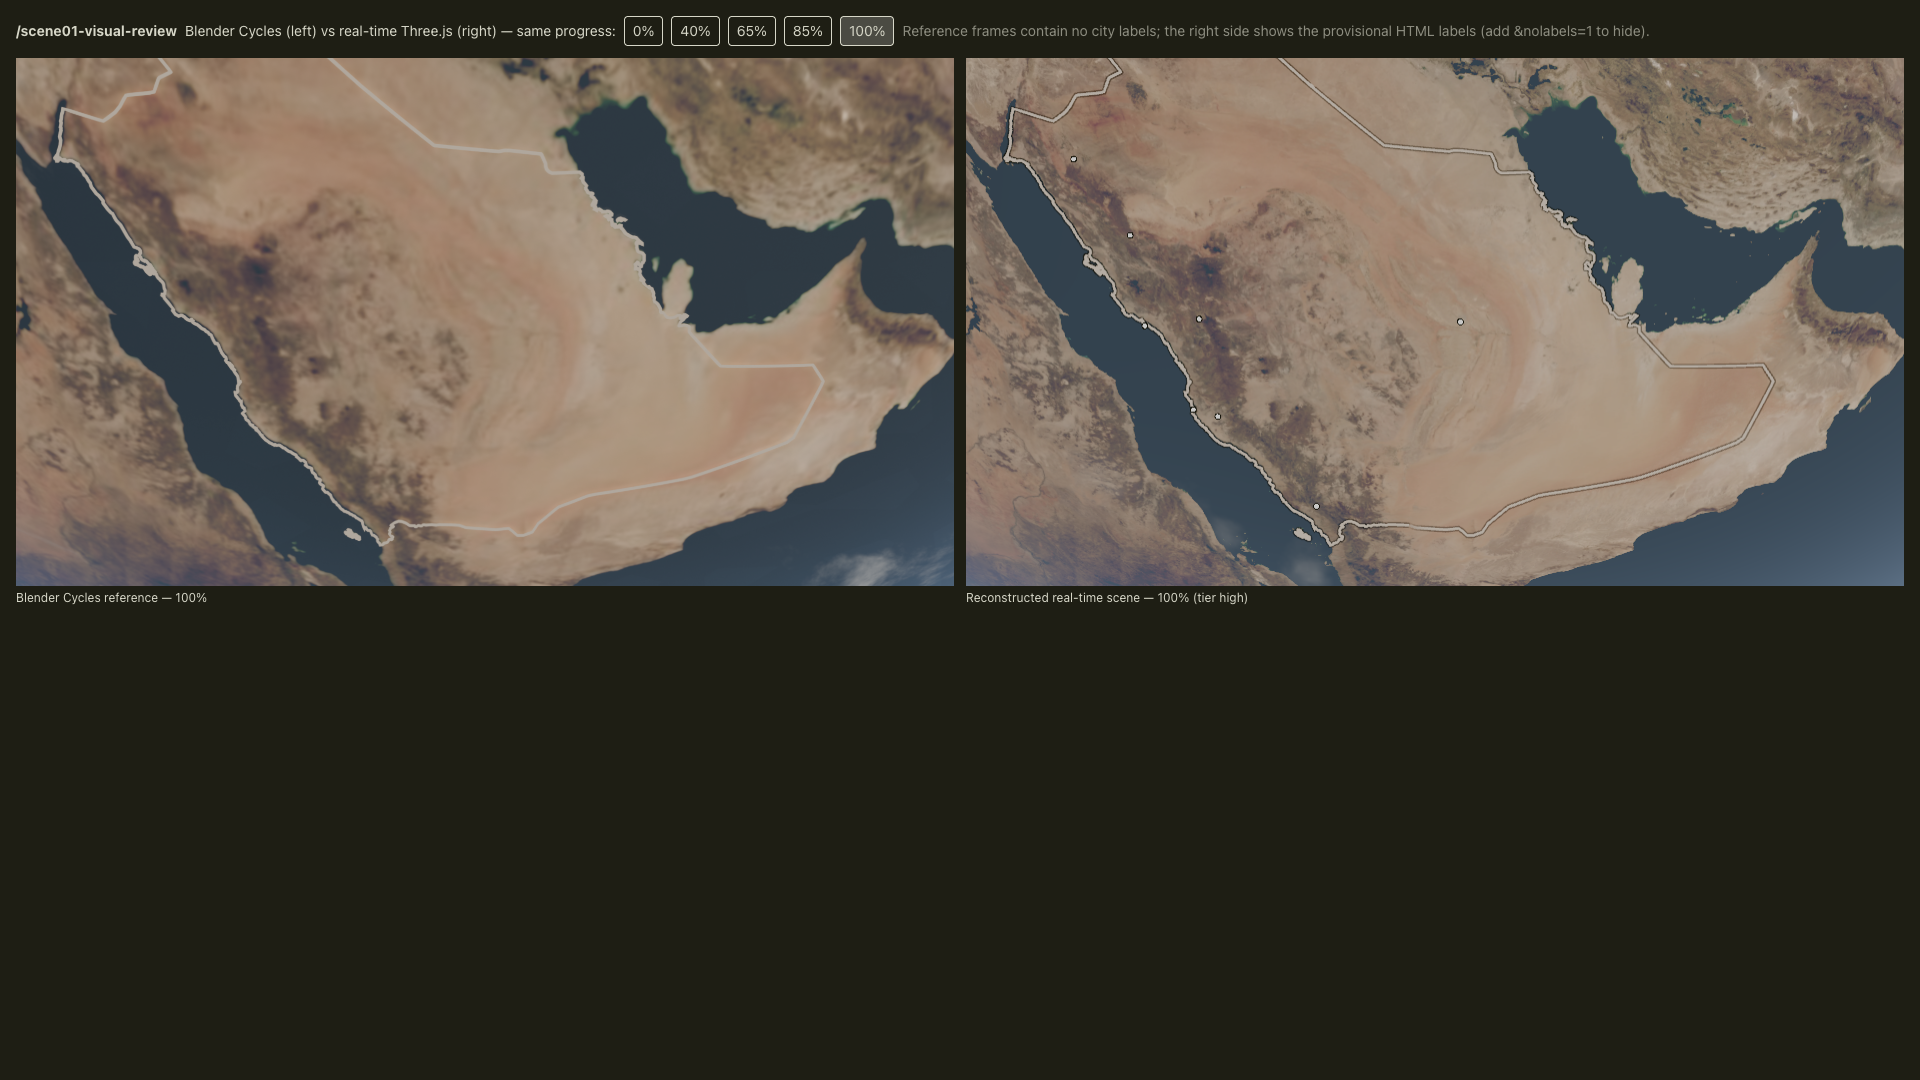 /scene01-visual-review Blender Cycles (left) vs real-time Three.js (right) — same progress: 0% 40% 65% 85% 100% Reference frames contain no city labels; the right side shows the provisional HTML labels (add &nolabels=1 to hide).
Blender Cycles reference — 100%
Reconstructed real-time scene — 100% (tier high)